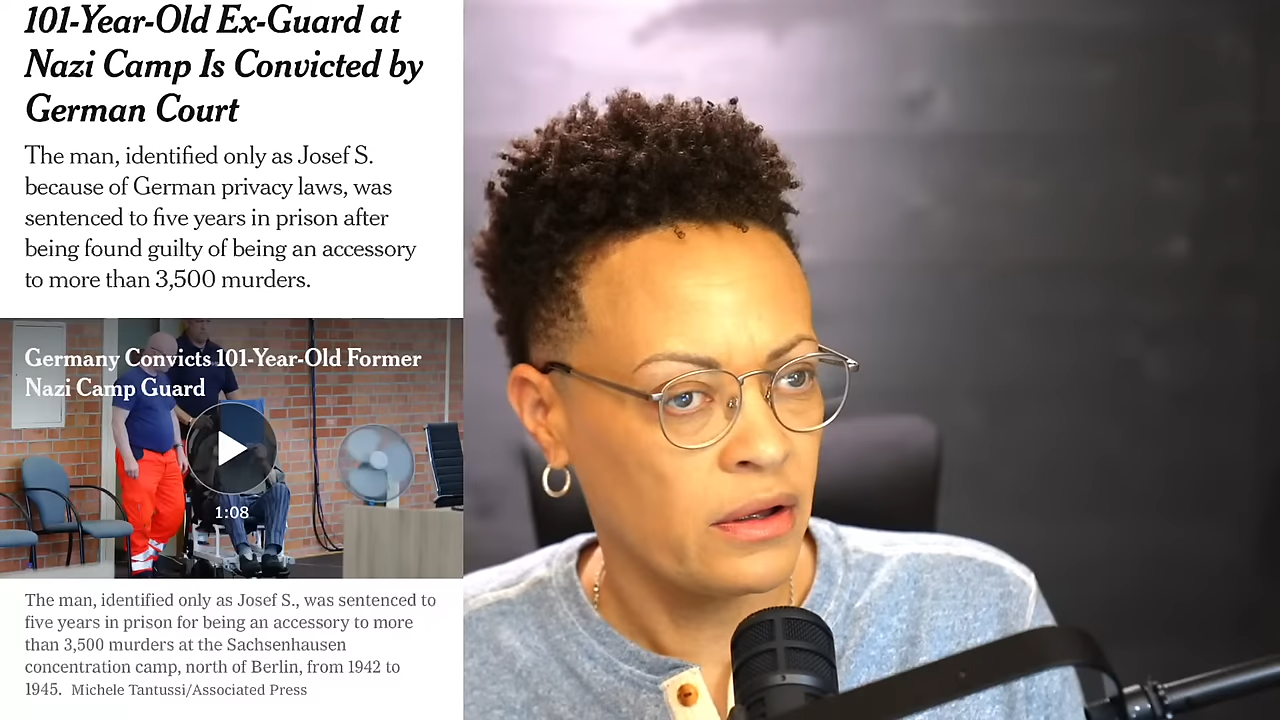 101-Year-Old Ex-Guard at
Nazi Camp Is Convicted by
German Court
The man, identified only as Josef S.
because of German privacy laws, was
sentenced to five years in prison after
being found guilty of being an accessory
to more than 3,500 murders.
Germany Convicts 101-Year-Old Former
Nazi Camp Guard
1:08
The man, identified only as Josef S., was sentenced to
five years in prison for being an accessory to more
than 3,500 murders at the Sachsenhausen
concentration camp, north of Berlin, from 1942 to
1945. Michele Tantussi/Associated Press